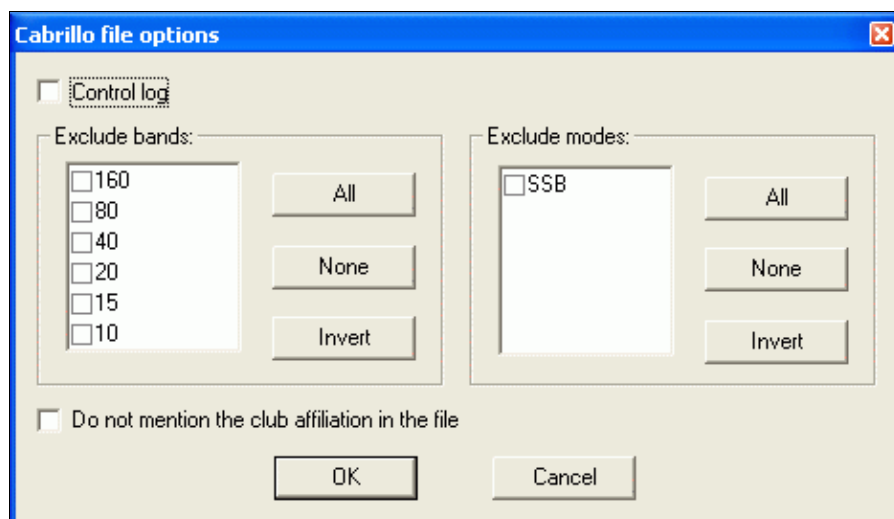 Cabrillo file options
Control log
Exclude bands:
160
80
40
20
15
10
All
None
Invert
Exclude modes:
SSB
All
None
Invert
Do not mention the club affiliation in the file
OK
Cancel